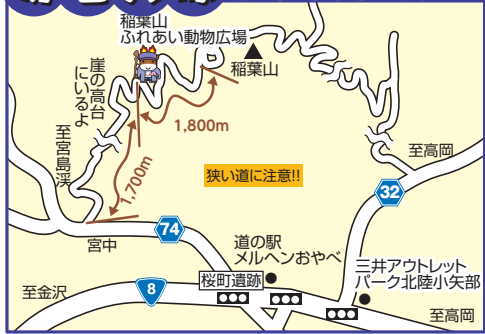 稲葉山
ふれあい動物広場
稲葉山
崖の高台
にいるよ
1,800m
至宮島渓
1,700m
狭い道に注意!!
至高岡
32
74
宮中
道の駅
メルヘンおやべ
三井アウトレット
パーク北陸小矢部
桜町遺跡
至金沢
8
至高岡